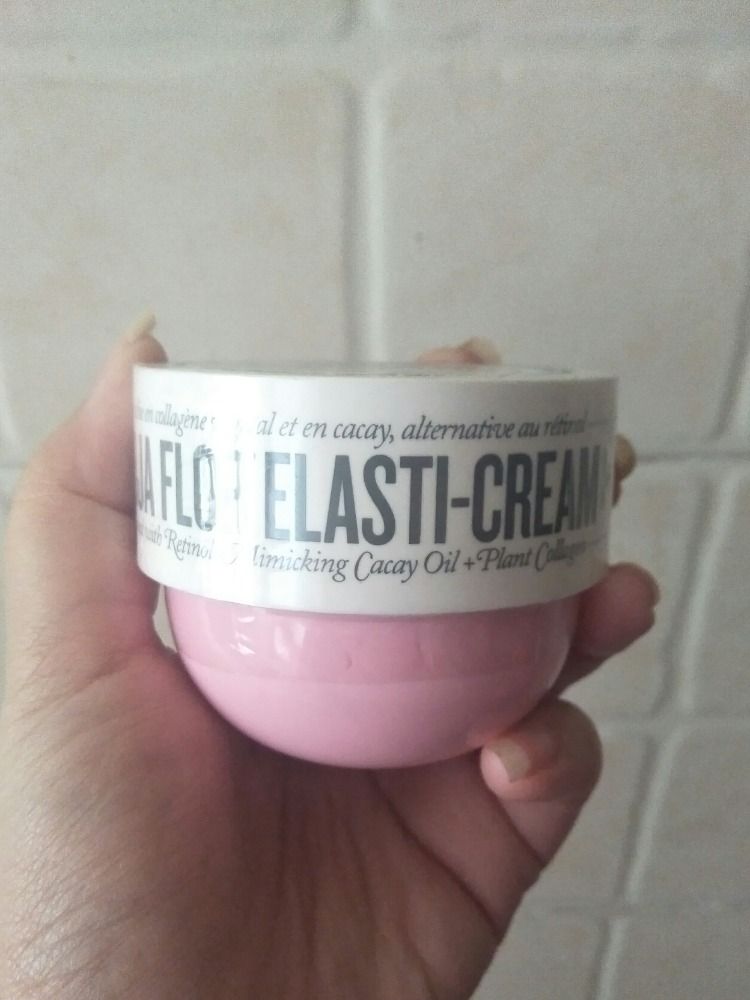 en collagène al et en cacay, alternative au rétinol
JA FLOR ELASTI-CREAM
with Retinol Mimicking Cacay Oil + Plant Collagen